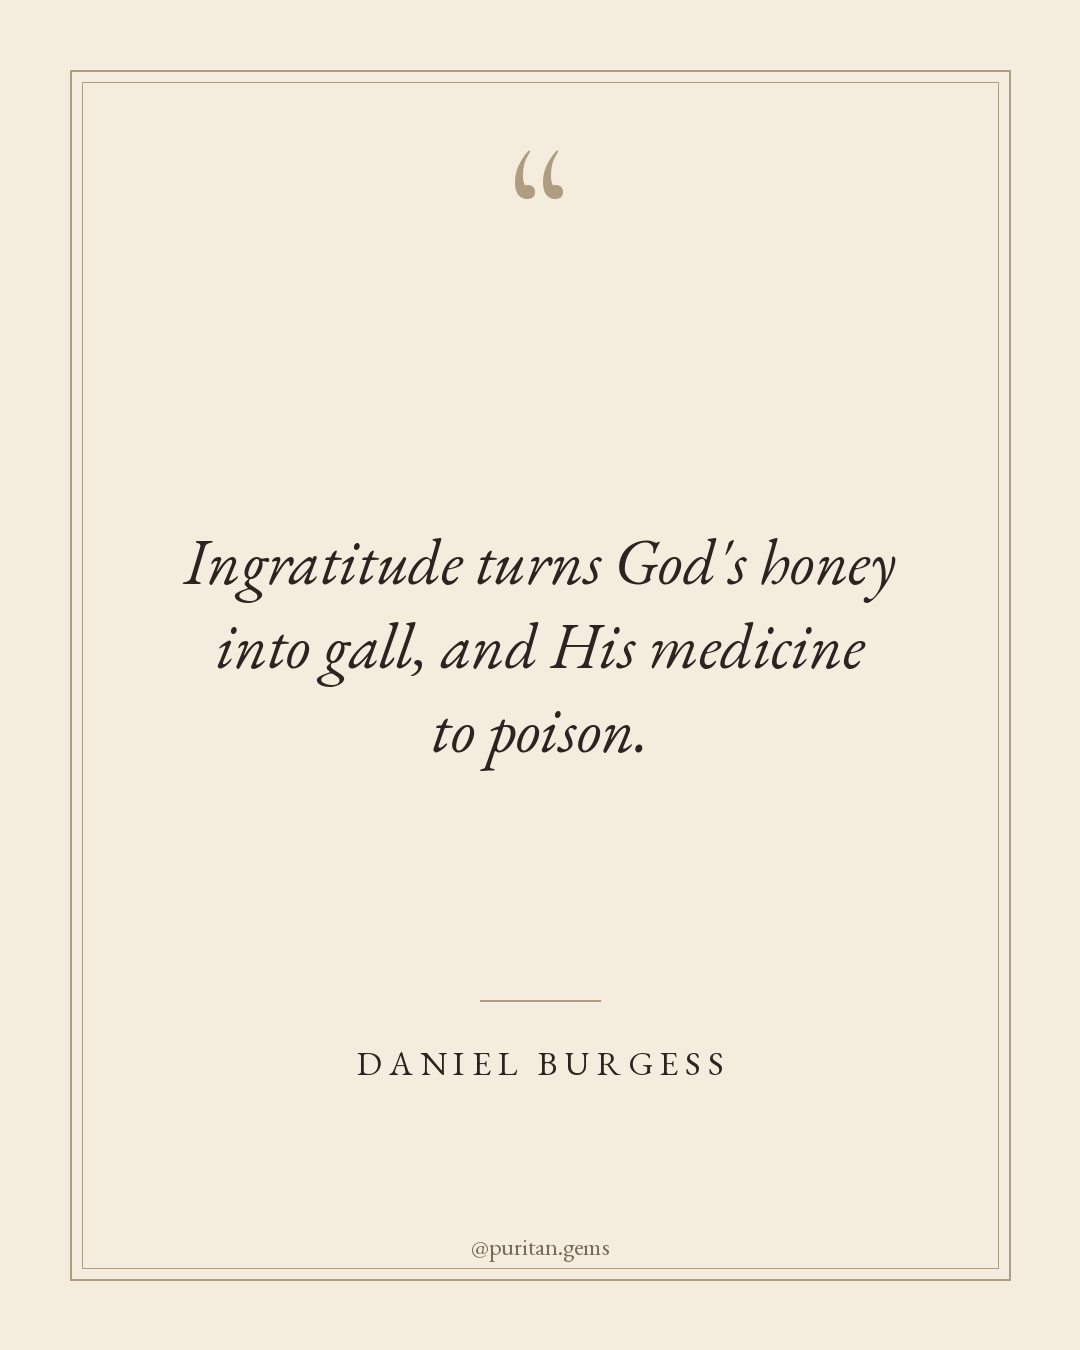 “
Ingratitude turns God's honey
into gall, and His medicine
to poison.
DANIEL BURGESS
@puritan.gems